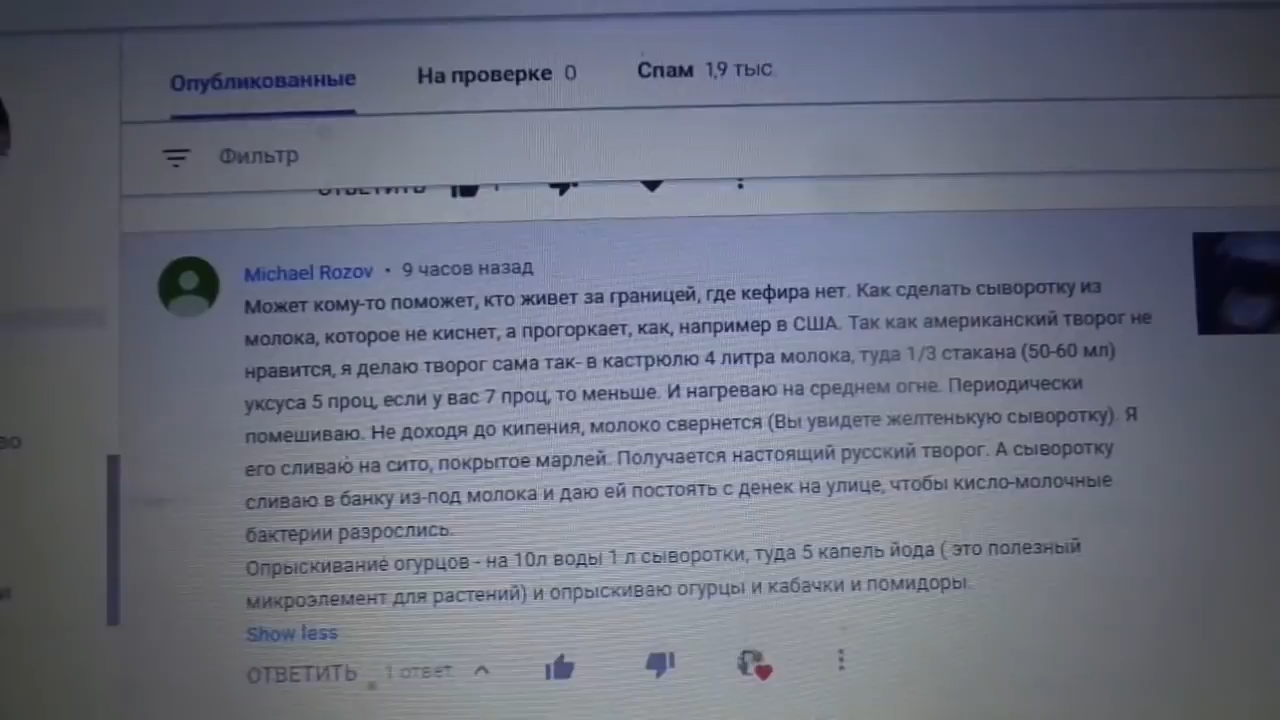 Опубликованные На проверке 0 Спам 1,9 тыс.
Фильтр
ОТВЕТИТЬ 1
Michael Rozov • 9 часов назад
Может кому-то поможет, кто живет за границей, где кефира нет. Как сделать сыворотку из
молока, которое не киснет, а прогоркает, как, например в США. Так как американский творог не
нравится, я делаю творог сама так- в кастрюлю 4 литра молока, туда 1/3 стакана (50-60 мл)
уксуса 5 проц, если у вас 7 проц, то меньше. И нагреваю на среднем огне. Периодически
помешиваю. Не доходя до кипения, молоко свернется (Вы увидете желтенькую сыворотку). Я
его сливаю на сито, покрытое марлей. Получается настоящий русский творог. А сыворотку
сливаю в банку из-под молока и даю ей постоять с денек на улице, чтобы кисло-молочные
бактерии разрослись.
Опрыскивание огурцов - на 10л воды 1 л сыворотки, туда 5 капель йода ( это полезный
микроэлемент для растений) и опрыскиваю огурцы и кабачки и помидоры.
Show less
ОТВЕТИТЬ 1 ответ
во